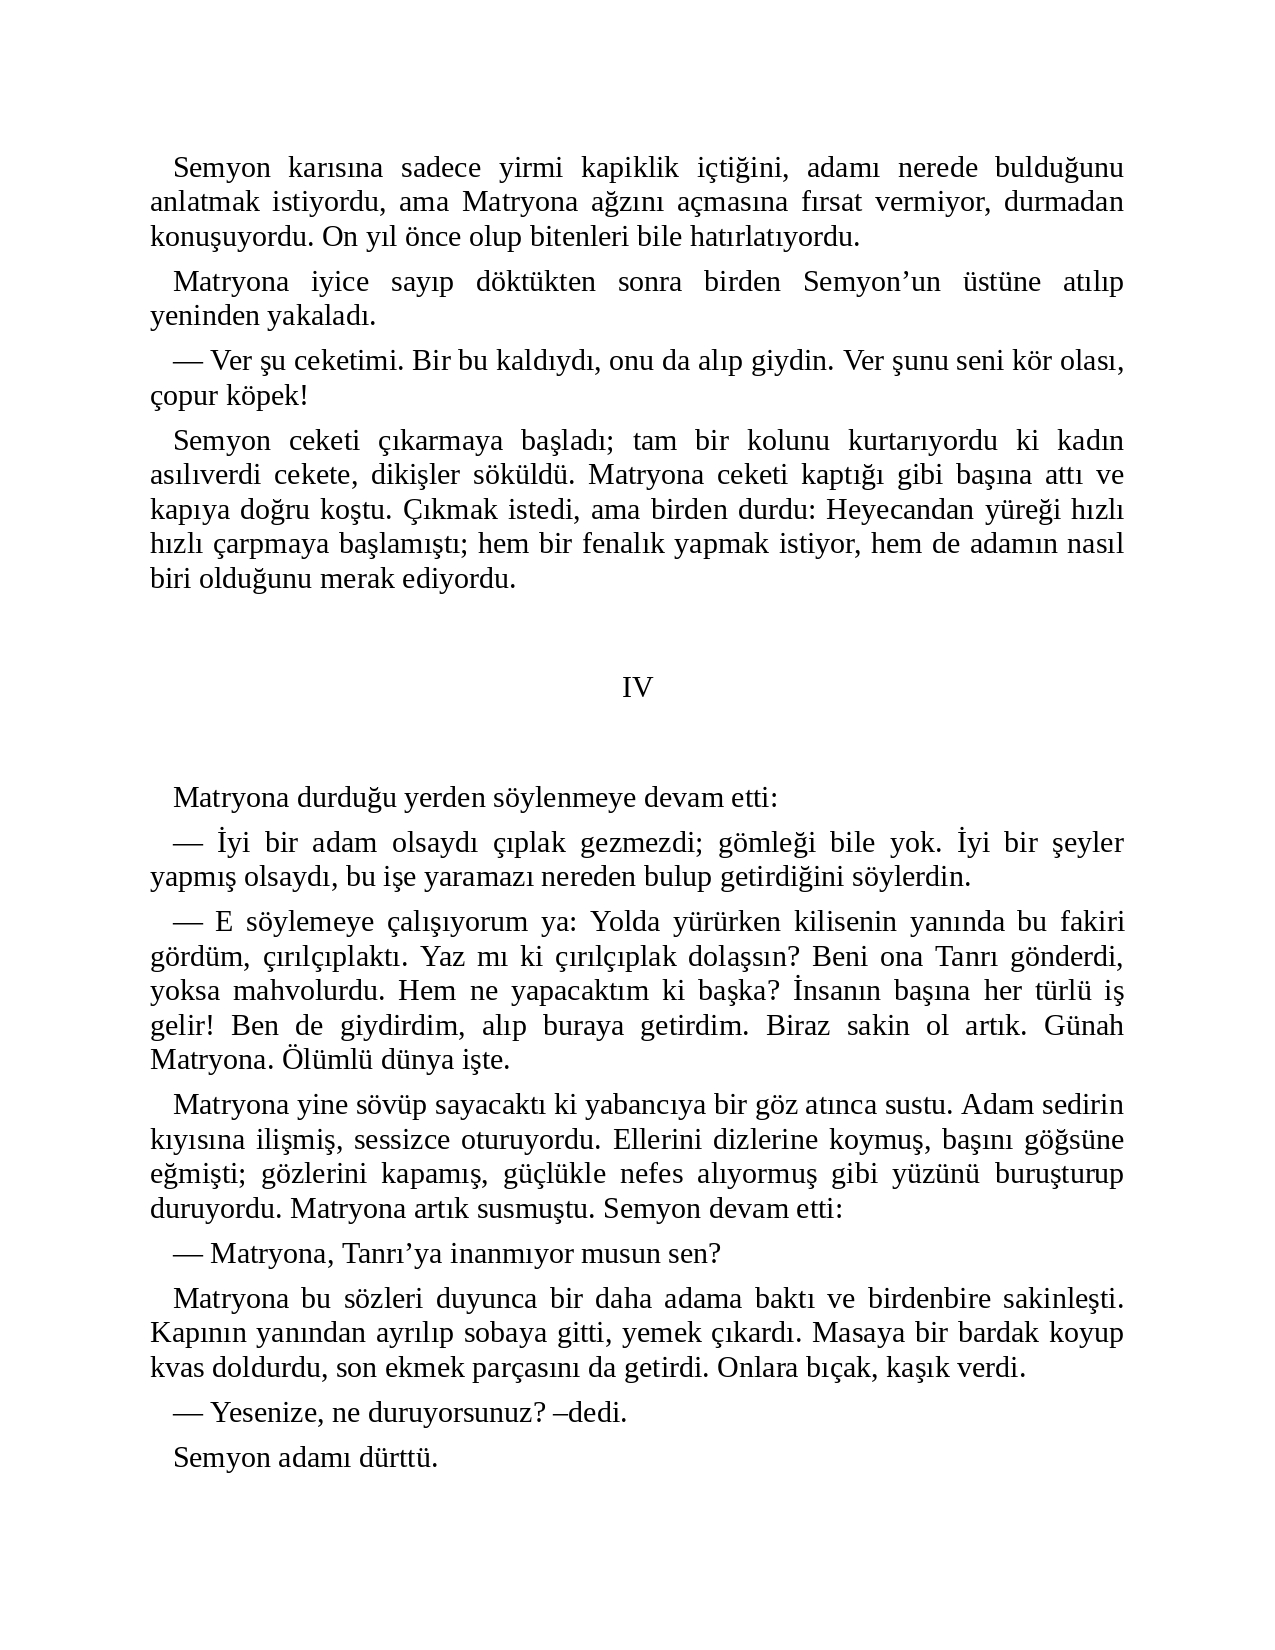 Semyon karısına sadece yirmi kapiklik içtiğini, adamı nerede bulduğunu
anlatmak istiyordu, ama Matryona ağzını açmasına fırsat vermiyor, durmadan
konuşuyordu. On yıl önce olup bitenleri bile hatırlatıyordu.
Matryona iyice sayıp döktükten sonra birden Semyon’un üstüne atılıp
yeninden yakaladı.
— Ver şu ceketimi. Bir bu kaldıydı, onu da alıp giydin. Ver şunu seni kör olası,
çopur köpek!
Semyon ceketi çıkarmaya başladı; tam bir kolunu kurtarıyordu ki kadın
asılıverdi cekete, dikişler söküldü. Matryona ceketi kaptığı gibi başına attı ve
kapıya doğru koştu. Çıkmak istedi, ama birden durdu: Heyecandan yüreği hızlı
hızlı çarpmaya başlamıştı; hem bir fenalık yapmak istiyor, hem de adamın nasıl
biri olduğunu merak ediyordu.
IV
Matryona durduğu yerden söylenmeye devam etti:
— İyi bir adam olsaydı çıplak gezmezdi; gömleği bile yok. İyi bir şeyler
yapmış olsaydı, bu işe yaramazı nereden bulup getirdiğini söylerdin.
— E söylemeye çalışıyorum ya: Yolda yürürken kilisenin yanında bu fakiri
gördüm, çırılçıplaktı. Yaz mı ki çırılçıplak dolaşsın? Beni ona Tanrı gönderdi,
yoksa mahvolurdu. Hem ne yapacaktım ki başka? İnsanın başına her türlü iş
gelir! Ben de giydirdim, alıp buraya getirdim. Biraz sakin ol artık. Günah
Matryona. Ölümlü dünya işte.
Matryona yine sövüp sayacaktı ki yabancıya bir göz atınca sustu. Adam sedirin
kıyısına ilişmiş, sessizce oturuyordu. Ellerini dizlerine koymuş, başını göğsüne
eğmişti; gözlerini kapamış, güçlükle nefes alıyormuş gibi yüzünü buruşturup
duruyordu. Matryona artık susmuştu. Semyon devam etti:
— Matryona, Tanrı’ya inanmıyor musun sen?
Matryona bu sözleri duyunca bir daha adama baktı ve birdenbire sakinleşti.
Kapının yanından ayrılıp sobaya gitti, yemek çıkardı. Masaya bir bardak koyup
kvas doldurdu, son ekmek parçasını da getirdi. Onlara bıçak, kaşık verdi.
— Yesenize, ne duruyorsunuz? –dedi.
Semyon adamı dürttü.